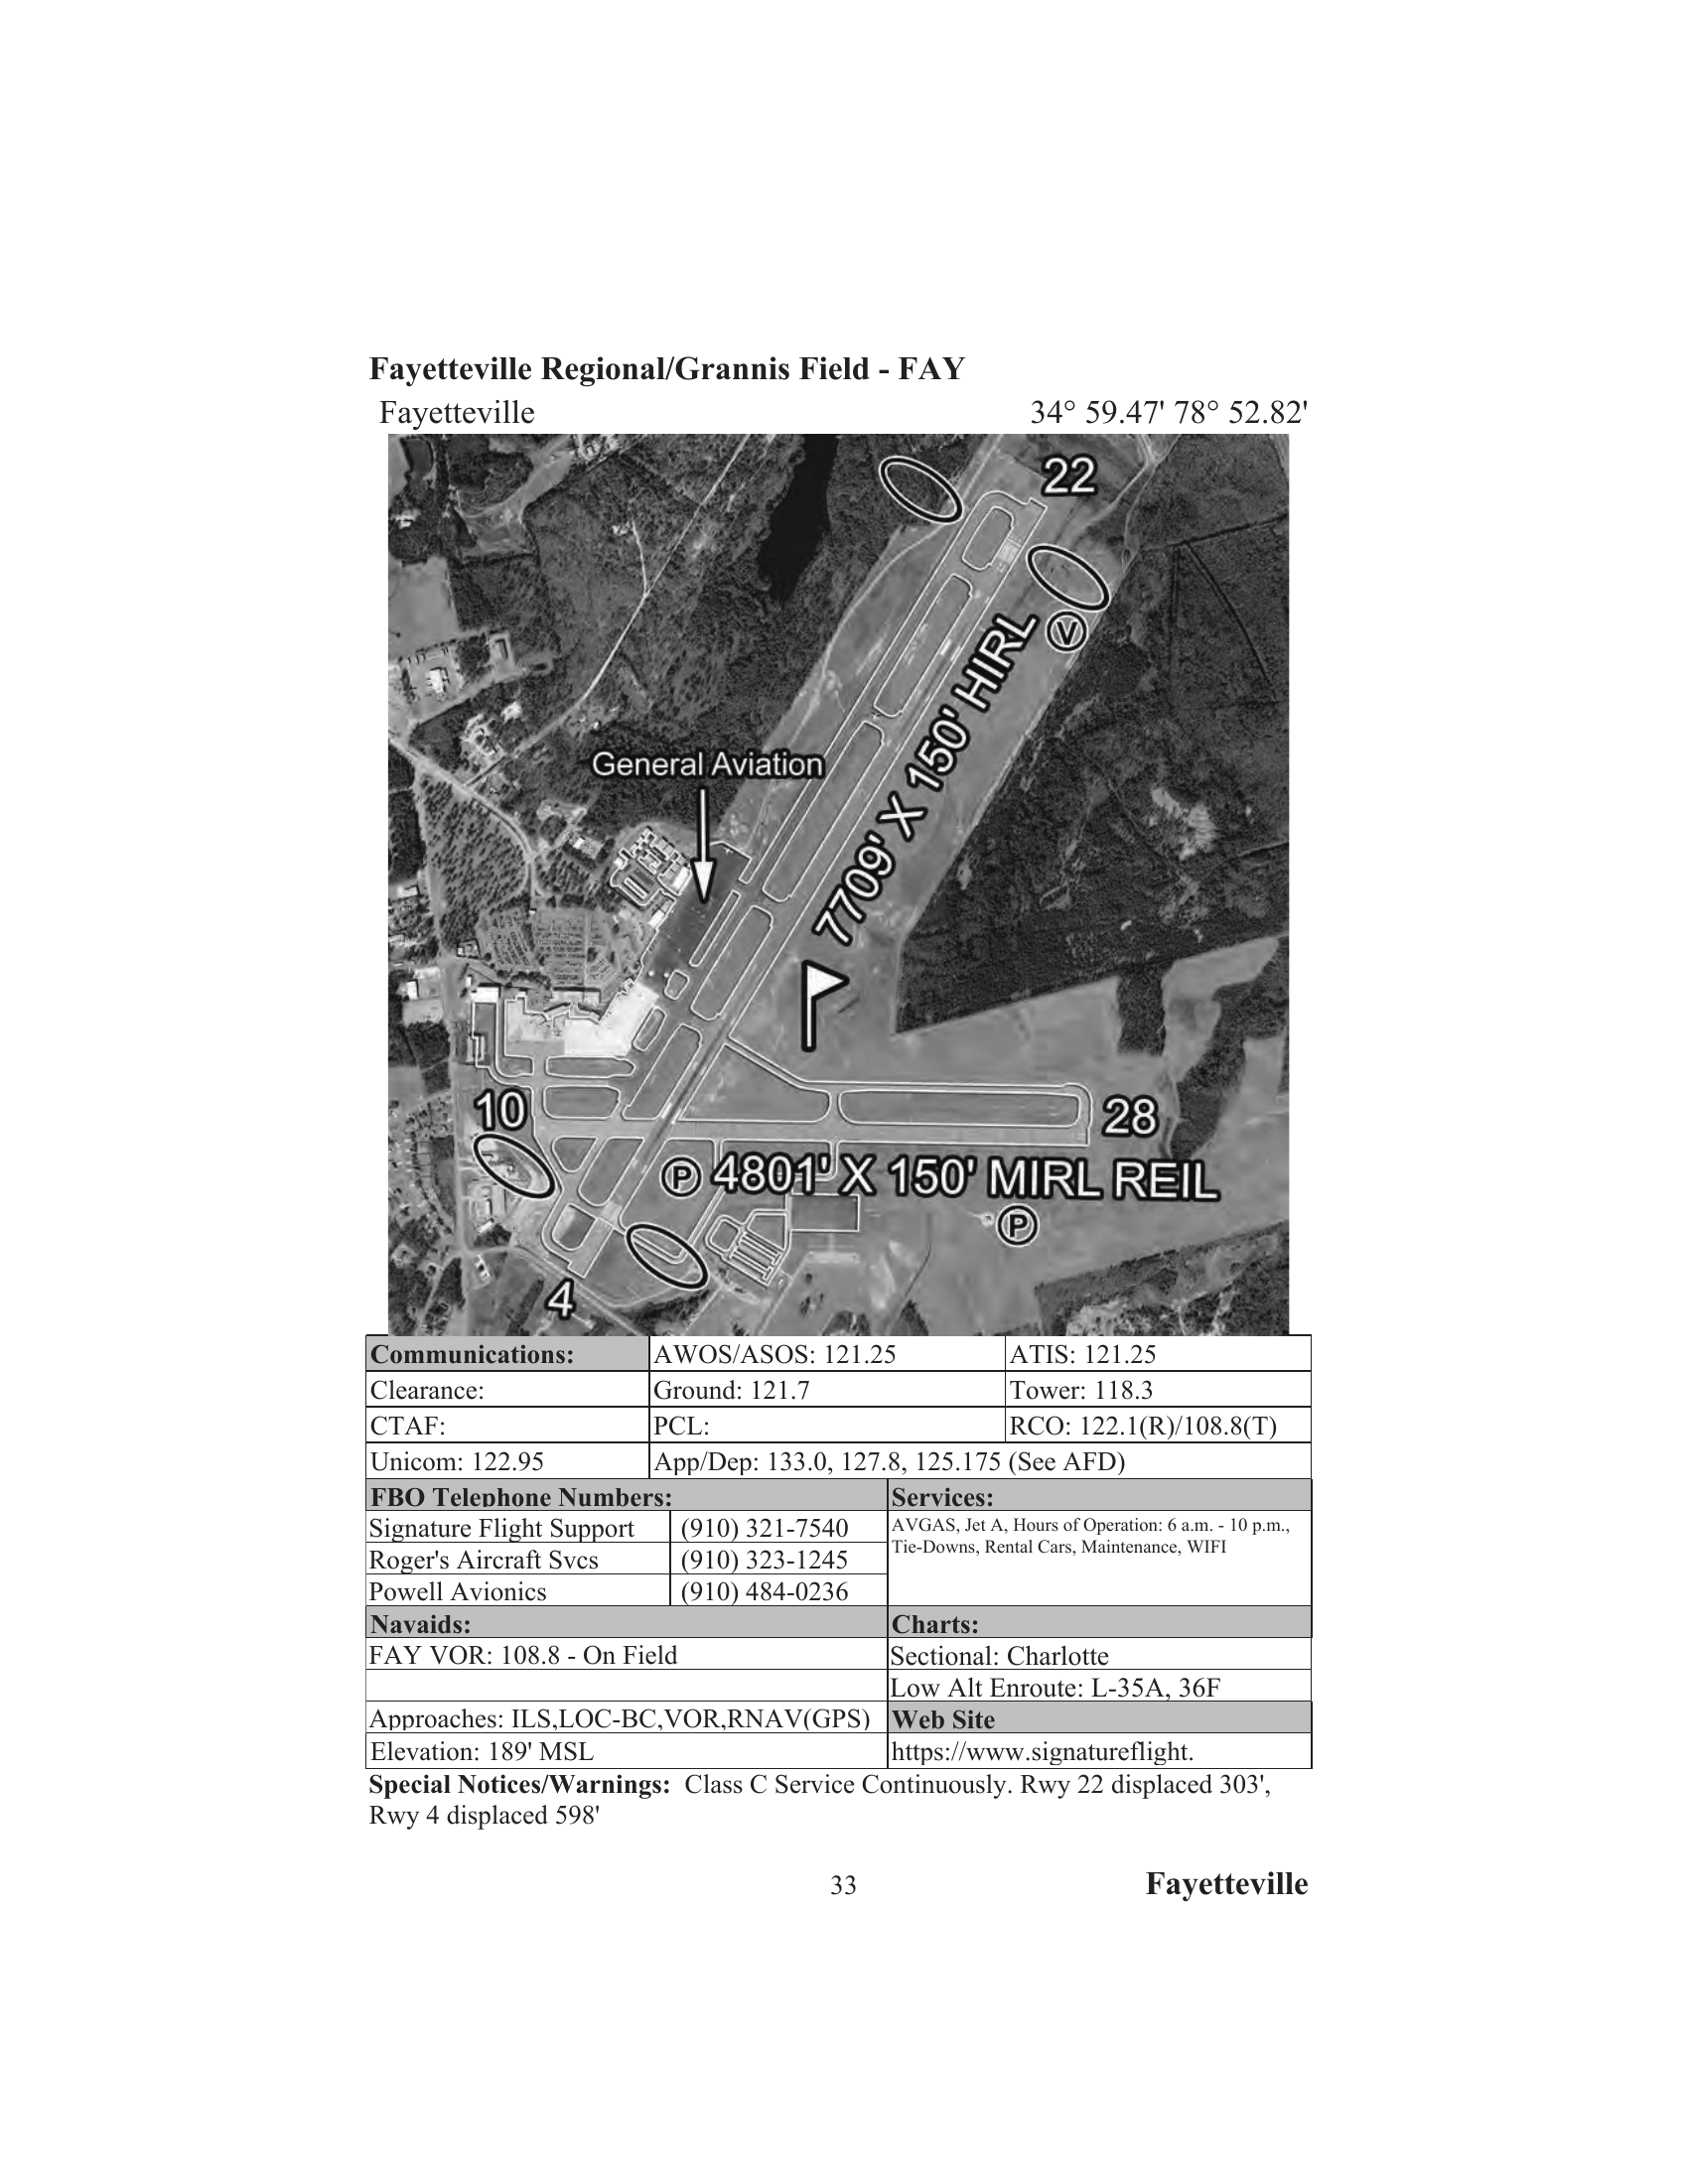 Fayetteville Regional/Grannis Field - FAY
Fayetteville 34° 59.47' 78° 52.82'
22
V
7709' X 150' HIRL
General Aviation
10
28
P 4801' X 150' MIRL REIL
P
4
Communications: AWOS/ASOS: 121.25 ATIS: 121.25
Clearance: Ground: 121.7 Tower: 118.3
CTAF: PCL: RCO: 122.1(R)/108.8(T)
Unicom: 122.95 App/Dep: 133.0, 127.8, 125.175 (See AFD)
FBO Telephone Numbers: Services:
Signature Flight Support (910) 321-7540 AVGAS, Jet A, Hours of Operation: 6 a.m. - 10 p.m.,
Tie-Downs, Rental Cars, Maintenance, WIFI
Roger's Aircraft Svcs (910) 323-1245
Powell Avionics (910) 484-0236
Navaids: Charts:
FAY VOR: 108.8 - On Field Sectional: Charlotte
Low Alt Enroute: L-35A, 36F
Approaches: ILS,LOC-BC,VOR,RNAV(GPS) Web Site
Elevation: 189' MSL https://www.signatureflight.
Special Notices/Warnings: Class C Service Continuously. Rwy 22 displaced 303',
Rwy 4 displaced 598'
33 Fayetteville